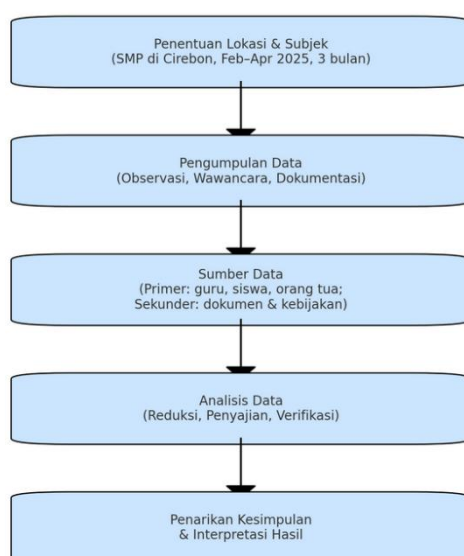 Penentuan Lokasi & Subjek
(SMP di Cirebon, Feb–Apr 2025, 3 bulan)
Pengumpulan Data
(Observasi, Wawancara, Dokumentasi)
Sumber Data
(Primer: guru, siswa, orang tua;
Sekunder: dokumen & kebijakan)
Analisis Data
(Reduksi, Penyajian, Verifikasi)
Penarikan Kesimpulan
& Interpretasi Hasil